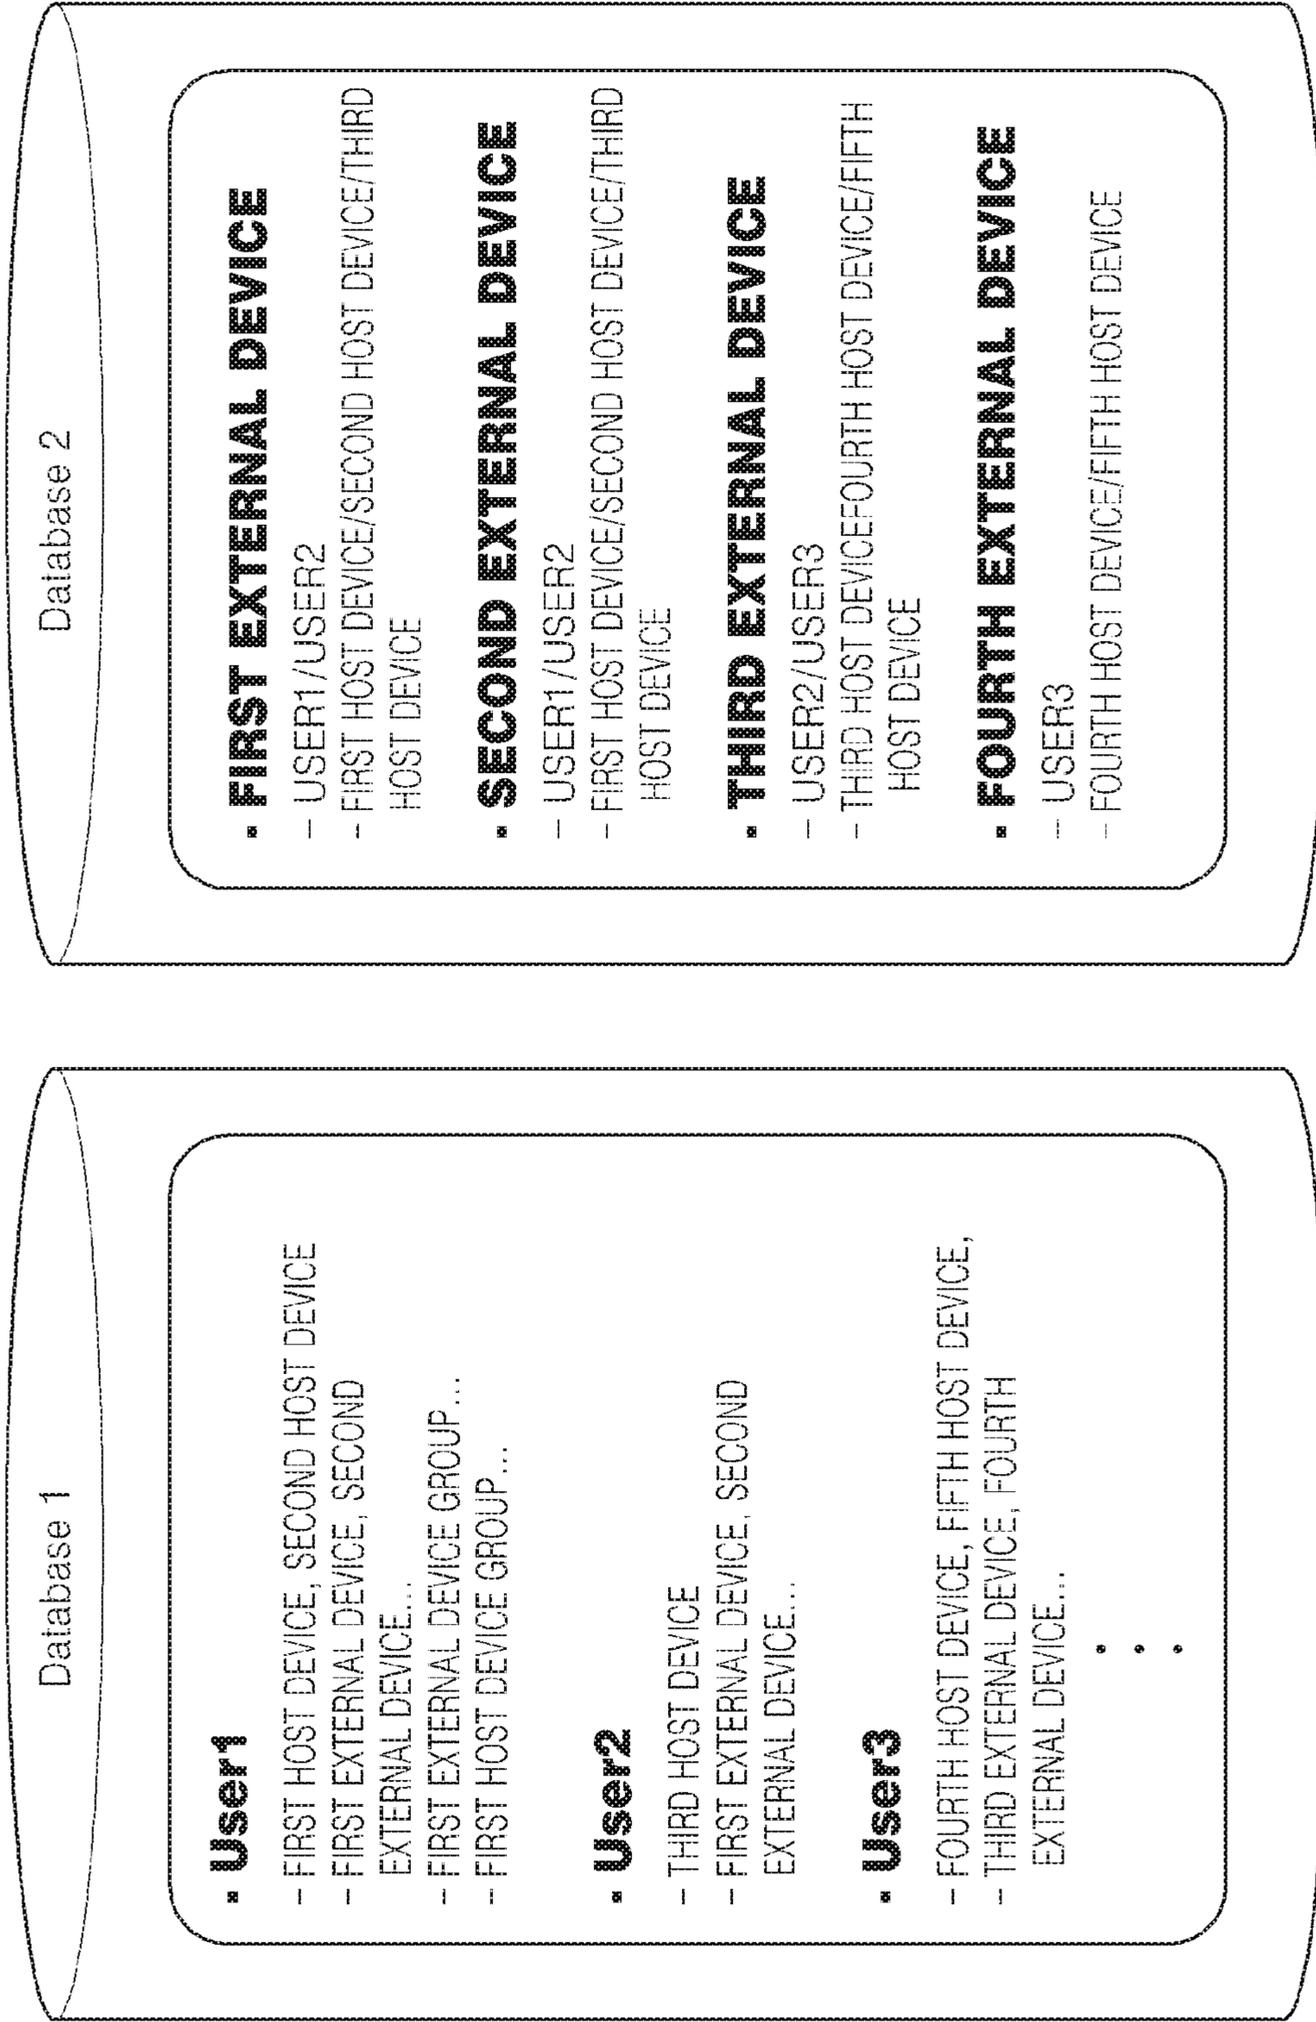 Database 1
• User1
– FIRST HOST DEVICE, SECOND HOST DEVICE
– FIRST EXTERNAL DEVICE, SECOND
EXTERNAL DEVICE...
– FIRST EXTERNAL DEVICE GROUP...
– FIRST HOST DEVICE GROUP...
• User2
– THIRD HOST DEVICE
– FIRST EXTERNAL DEVICE, SECOND
EXTERNAL DEVICE...
• User3
– FOURTH HOST DEVICE, FIFTH HOST DEVICE,
– THIRD EXTERNAL DEVICE, FOURTH
EXTERNAL DEVICE...
Database 2
• FIRST EXTERNAL DEVICE
– USER1/USER2
– FIRST HOST DEVICE/SECOND HOST DEVICE/THIRD
HOST DEVICE
• SECOND EXTERNAL DEVICE
– USER1/USER2
– FIRST HOST DEVICE/SECOND HOST DEVICE/THIRD
HOST DEVICE
• THIRD EXTERNAL DEVICE
– USER2/USER3
– THIRD HOST DEVICEFOURTH HOST DEVICE/FIFTH
HOST DEVICE
• FOURTH EXTERNAL DEVICE
– USER3
– FOURTH HOST DEVICE/FIFTH HOST DEVICE